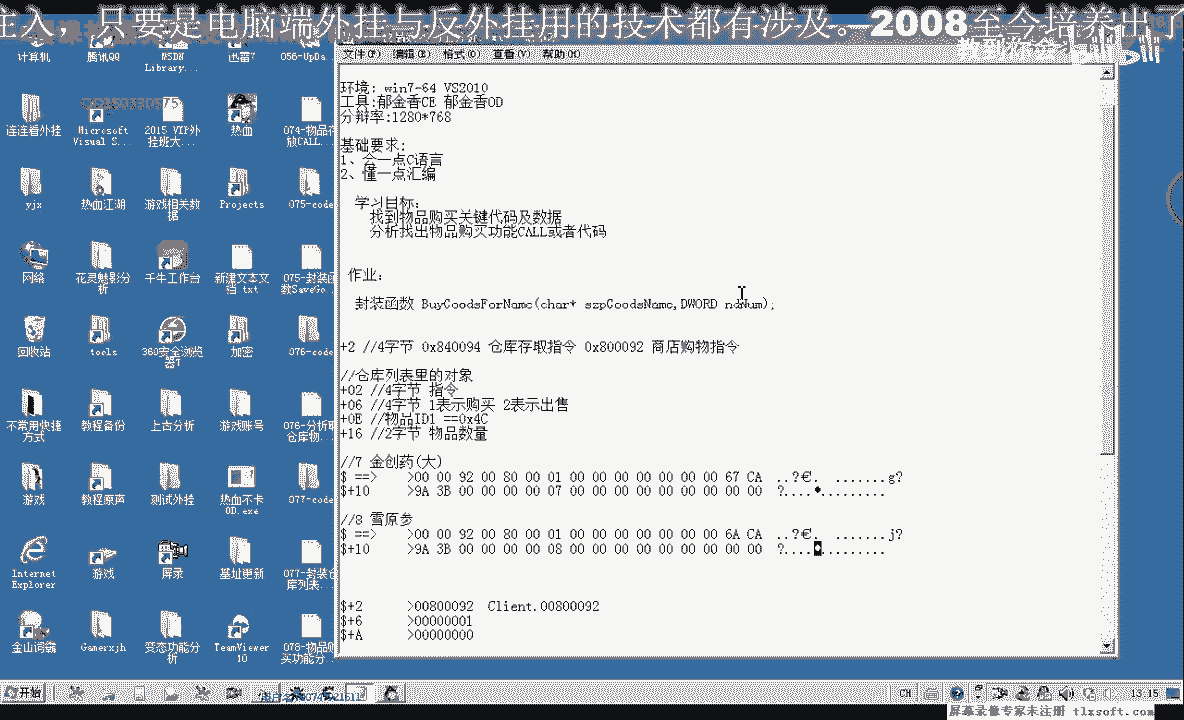 注入，只要是电脑端外挂与反外挂用的技术都有涉及。2008至今培养出了
计算机
腾讯QQ
MSDN Library...
迅雷7
056-UpDa..
文件(F) 编辑(E) 格式(O) 查看(V) 帮助(H)
连连看外挂
Microsoft Visual S...
2015 VIP外挂班大...
热血
074-物品存放CALL...
yjx
热血江湖
游戏相关数据
Projects
075-code
网络
花灵魅影分析
千牛工作台
新建文本文档.txt
075-封装函数SaveGo..
回收站
tools
360安全浏览器7
加密
076-code
不常用快捷方式
教程备份
上古分析
游戏账号
076-分析取仓库物...
游戏
教程原声
测试外挂
热血不卡OD.exe
077-code
Internet Explorer
游戏
屏录
基址更新
077-封装仓库列表...
金山词霸
Gamerxjh
变态功能分析
TeamViewer 10
078-物品购买功能分..
环境: win7-64 VS2010
工具:郁金香CE 郁金香OD
分辩率:1280*768
基础要求:
1、会一点C语言
2、懂一点汇编
学习目标:
找到物品购买关键代码及数据
分析找出物品购买功能CALL或者代码
作业:
封装函数 BuyGoodsForName(char* szpGoodsName,DWORD ndNum);
+2 //4字节 0x840094 仓库存取指令 0x800092 商店购物指令
//仓库列表里的对象
+02 //4字节 指令
+06 //4字节 1表示购买 2表示出售
+0E //物品ID1 ==0x4C
+16 //2字节 物品数量
//7 金创药(大)
$ ==>    >00 00 92 00 80 00 01 00 00 00 00 00 00 00 67 CA  ..?€. .......g?
$+10     >9A 3B 00 00 00 00 07 00 00 00 00 00 00 00 00 00  ?....•.........
//8 雪原参
$ ==>    >00 00 92 00 80 00 01 00 00 00 00 00 00 00 6A CA  ..?€. .......j?
$+10     >9A 3B 00 00 00 00 08 00 00 00 00 00 00 00 00 00  ?.... .........
$+2      >00800092  Client.00800092
$+6      >00000001
$+A      >00000000
开始
CH
13:15
屏幕录像专家未注册 tlxsoft.com